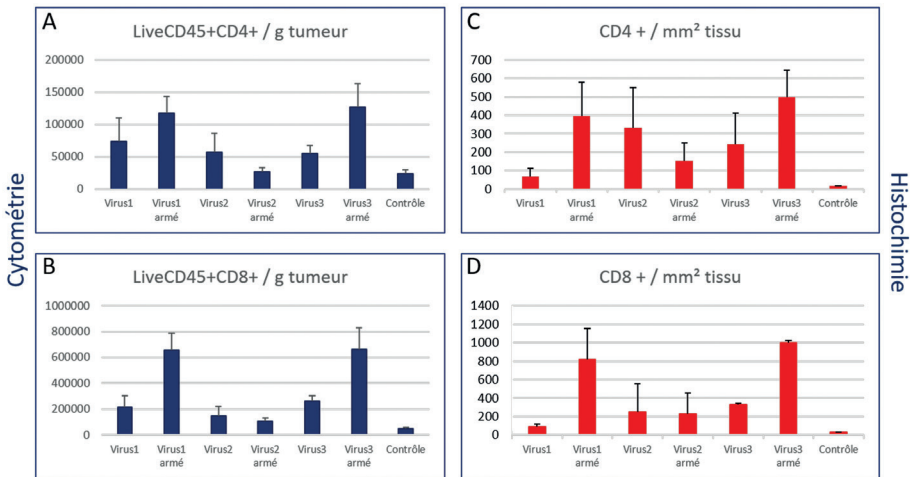 Cytométrie
A
LiveCD45+CD4+ / g tumeur
200000
150000
100000
50000
0
Virus1
Virus1 armé
Virus2
Virus2 armé
Virus3
Virus3 armé
Contrôle
C
CD4 + / mm² tissu
700
600
500
400
300
200
100
0
Virus1
Virus1 armé
Virus2
Virus2 armé
Virus3
Virus3 armé
Contrôle
B
LiveCD45+CD8+ / g tumeur
1000000
800000
600000
400000
200000
0
Virus1
Virus1 armé
Virus2
Virus2 armé
Virus3
Virus3 armé
Contrôle
D
CD8 + / mm² tissu
1400
1200
1000
800
600
400
200
0
Virus1
Virus1 armé
Virus2
Virus2 armé
Virus3
Virus3 armé
Contrôle
Histochimie